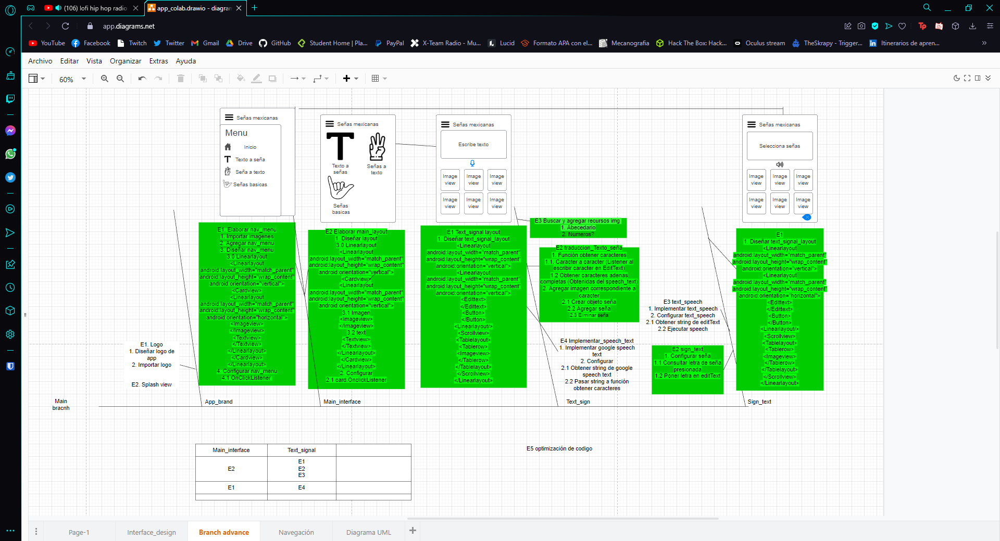 (106) lofi hip hop radio
app_colab.drawio - diagram
app.diagrams.net
YouTube
Facebook
Twitch
Twitter
Gmail
Drive
GitHub
Student Home | Pla...
PayPal
X-Team Radio - Mu...
Lucid
Formato APA con el...
Mecanografia
Hack The Box: Hack...
Oculus stream
TheSkrapy - Trigger...
Itinerarios de apren...
Archivo
Editar
Vista
Organizar
Extras
Ayuda
60%
Señas mexicanas
Menu
Inicio
Texto a seña
Seña a texto
Señas basicas
Señas mexicanas
Texto a
señas
Señas a
texto
Señas
basicas
Señas mexicanas
Escribe texto
Image
view
Image
view
Image
view
Image
view
Image
view
Image
view
Señas mexicanas
Selecciona señas
Image
view
Image
view
Image
view
Image
view
Image
view
Image
view
E1. Logo
1. Diseñar logo de
app
2. Importar logo
E2. Splash view
E1. Elaborar nav_menu
1. Importar imagenes
2. Agregar nav_menu
3. Diseñar nav_menu
3.0 Linearlayout
<Linearlayout
android:layout_width="match_parent"
android:layout_height="wrap_content"
android:orientation="vertical">
<Cardview>
<Linearlayout
android:layout_width="match_parent"
android:layout_height="wrap_content"
android:orientation="horizontal">
<Imageview>
</Imageview>
<Textview>
</Textview>
</Linearlayout>
</Cardview>
</Linearlayout>
4. Configurar nav_menu
4.1 OnClickListener
E2 Elaborar main_layout
1. Diseñar layout
3.0 Linearlayout
<Linearlayout
android:layout_width="match_parent"
android:layout_height="wrap_content"
android:orientation="vertical">
<Cardview>
<Linearlayout
android:layout_width="match_parent"
android:layout_height="wrap_content"
android:orientation="vertical">
3.1 Imagen
<Imageview>
</Imageview>
3.2 text
<Textview>
</Textview>
</Linearlayout>
</Cardview>
</Linearlayout>
2. Configurar
2.1 card.OnclickListener
E1 Text_signal layout
1. Diseñar text_signal_layout
<Linearlayout
android:layout_width="match_parent"
android:layout_height="wrap_content"
android:orientation="vertical">
<Linearlayout
android:layout_width="match_parent"
android:layout_height="wrap_content"
android:orientation="vertical">
<Edittext>
</Edittext>
<Button>
</Button>
<Linearlayout/>
<Scrollview>
<Tablelayout>
<Tablerow>
<Imageview>
</Tablerow>
</Tablelayout>
</Scrollview>
</Linearlayout>
E3 Buscar y agregar recursos img
1. Abecedario
2. Numeros?
E2 traduccion_Texto_seña
1. Función obtener caracteres
1.1. Caracter a caracter (Listener al
escribir caracter en EditText)
1.2 Obtener caracteres adenas
completas (Obtenidas del speech_text)
2. Agregar imagen correspondiente a
caracter
2.1 Crear objeto seña
2.2 Agregar seña
2.3 Eliminar seña
E4 Implementar_speech_text
1. Implementar google speech
text
2. Configurar
2.1 Obtener string de google
speech text
2.2 Pasar string a función
obtener caracteres
E3 text_speech
1. Implementar text_speech
2. Configurar text_speech
2.1 Obtener string de editText
2.2 Ejecutar speech
E2 sign_text
1. Configurar seña
1.1 Consultar letra de seña
presionada
1.2 Poner letra en editText
E1
1. Diseñar text_signal_layout
<Linearlayout
android:layout_width="match_parent"
android:layout_height="wrap_content"
android:orientation="vertical">
<Linearlayout
android:layout_width="match_parent"
android:layout_height="wrap_content"
android:orientation="horizontal">
<Edittext>
</Edittext>
<Button>
</Button>
<Linearlayout/>
<Scrollview>
<Tablelayout>
<Tablerow>
<Imageview>
</Tablerow>
</Tablelayout>
</Scrollview>
</Linearlayout>
Main
bracnh
App_brand
Main_interface
Text_sign
Sign_text
Main_interface
Text_signal
E2
E1
E2
E3
E1
E4
E5 optimización de codigo
Page-1
Interface_design
Branch advance
Navegación
Diagrama UML